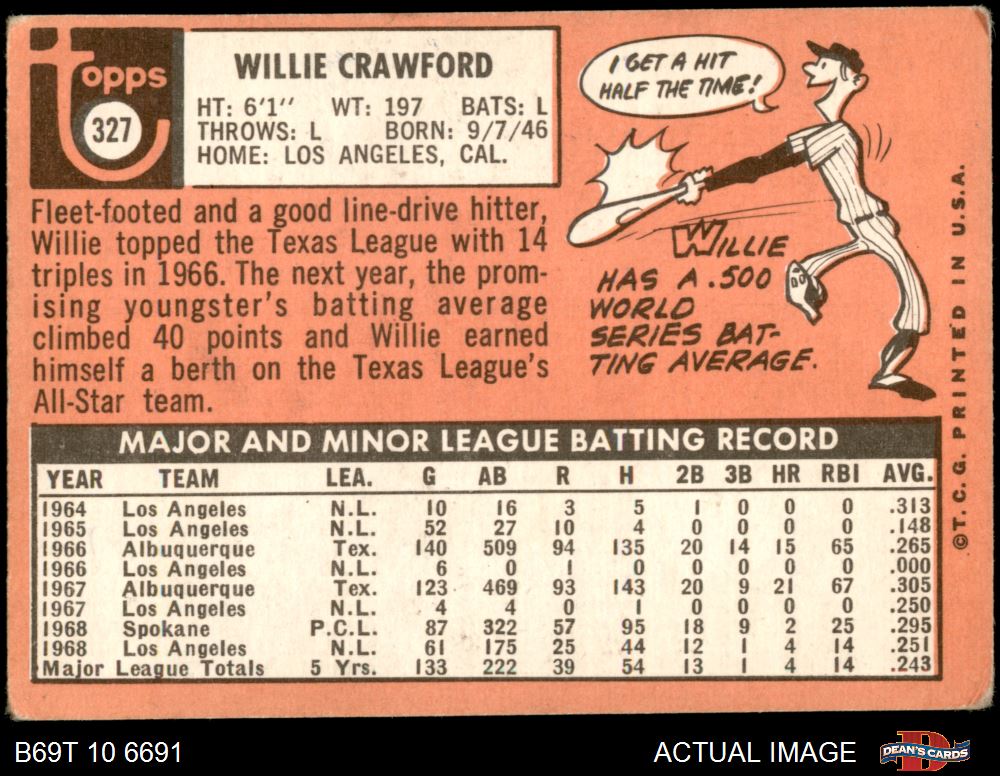 topps
327
WILLIE CRAWFORD
HT: 6'1" WT: 197 BATS: L
THROWS: L BORN: 9/7/46
HOME: LOS ANGELES, CAL.
Fleet-footed and a good line-drive hitter,
Willie topped the Texas League with 14
triples in 1966. The next year, the prom-
ising youngster's batting average
climbed 40 points and Willie earned
himself a berth on the Texas League's
All-Star team.
I GET A HIT
HALF THE TIME!
WILLIE
HAS A .500
WORLD
SERIES BAT-
TING AVERAGE.
MAJOR AND MINOR LEAGUE BATTING RECORD
YEAR TEAM LEA. G AB R H 2B 3B HR RBI AVG.
1964 Los Angeles N.L. 10 16 3 5 1 0 0 0 .313
1965 Los Angeles N.L. 52 27 10 4 0 0 0 0 .148
1966 Albuquerque Tex. 140 509 94 135 20 14 15 65 .265
1966 Los Angeles N.L. 6 0 1 0 0 0 0 0 .000
1967 Albuquerque Tex. 123 469 93 143 20 9 21 67 .305
1967 Los Angeles N.L. 4 4 0 1 0 0 0 0 .250
1968 Spokane P.C.L. 87 322 57 95 18 9 2 25 .295
1968 Los Angeles N.L. 61 175 25 44 12 1 4 14 .251
Major League Totals 5 Yrs. 133 222 39 54 13 1 4 14 .243
©T. C. G. PRINTED IN U.S.A.
B69T 10 6691 ACTUAL IMAGE
D
DEAN'S CARDS
U.S.A.